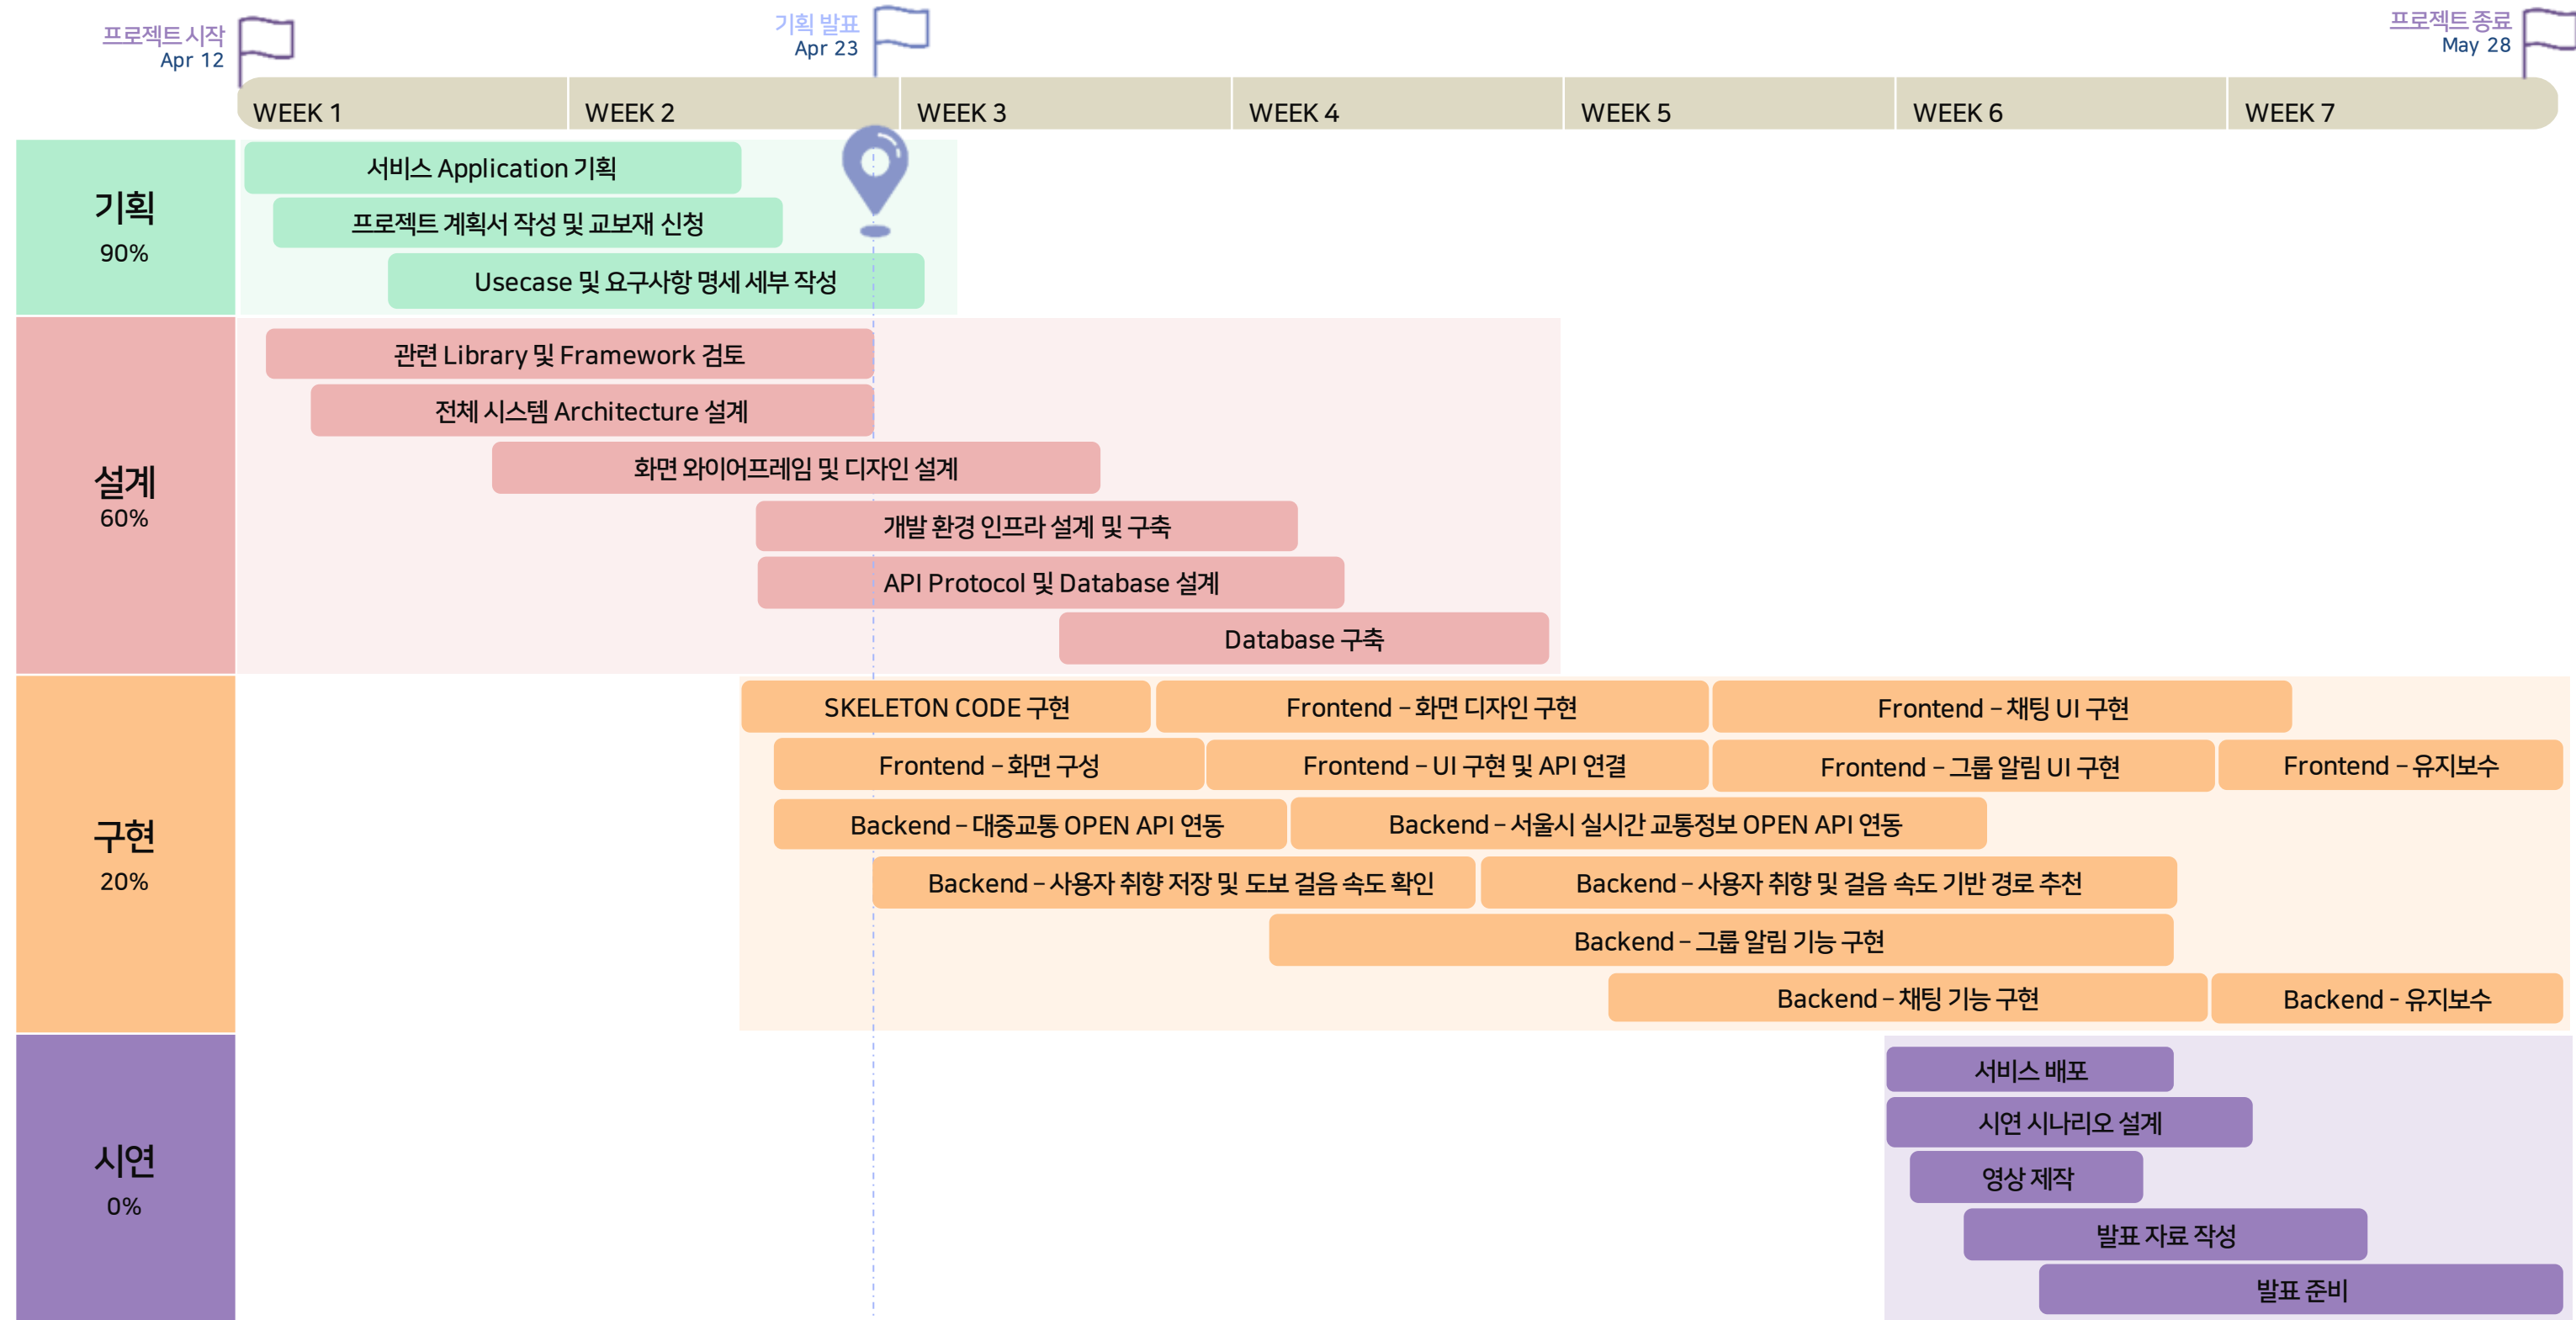 프로젝트 시작
Apr 12
기획 발표
Apr 23
프로젝트 종료
May 28
WEEK 1
WEEK 2
WEEK 3
WEEK 4
WEEK 5
WEEK 6
WEEK 7
기획
90%
서비스 Application 기획
프로젝트 계획서 작성 및 교보재 신청
Usecase 및 요구사항 명세 세부 작성
설계
60%
관련 Library 및 Framework 검토
전체 시스템 Architecture 설계
화면 와이어프레임 및 디자인 설계
개발 환경 인프라 설계 및 구축
API Protocol 및 Database 설계
Database 구축
구현
20%
SKELETON CODE 구현
Frontend – 화면 디자인 구현
Frontend – 채팅 UI 구현
Frontend – 화면 구성
Frontend – UI 구현 및 API 연결
Frontend – 그룹 알림 UI 구현
Frontend – 유지보수
Backend – 대중교통 OPEN API 연동
Backend – 서울시 실시간 교통정보 OPEN API 연동
Backend – 사용자 취향 저장 및 도보 걸음 속도 확인
Backend – 사용자 취향 및 걸음 속도 기반 경로 추천
Backend – 그룹 알림 기능 구현
Backend – 채팅 기능 구현
Backend - 유지보수
시연
0%
서비스 배포
시연 시나리오 설계
영상 제작
발표 자료 작성
발표 준비